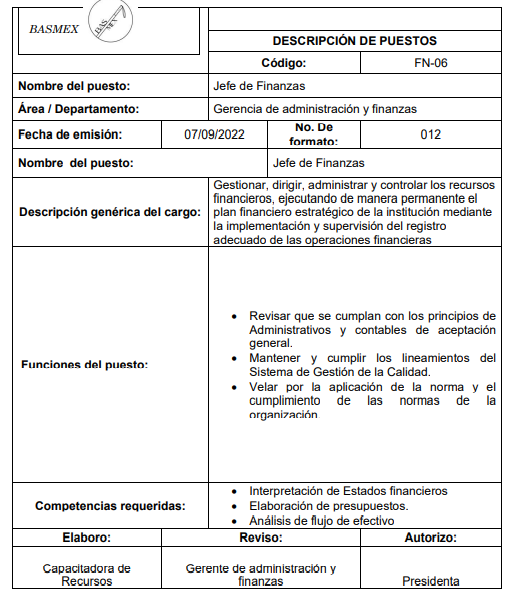 BASMEX
BAS
MEX
DESCRIPCIÓN DE PUESTOS
Código: FN-06
Nombre del puesto: Jefe de Finanzas
Área / Departamento: Gerencia de administración y finanzas
Fecha de emisión: 07/09/2022 No. De formato: 012
Nombre del puesto: Jefe de Finanzas
Descripción genérica del cargo:
Gestionar, dirigir, administrar y controlar los recursos
financieros, ejecutando de manera permanente el
plan financiero estratégico de la institución mediante
la implementación y supervisión del registro
adecuado de las operaciones financieras
Funciones del puesto:
• Revisar que se cumplan con los principios de
Administrativos y contables de aceptación
general.
• Mantener y cumplir los lineamientos del
Sistema de Gestión de la Calidad.
• Velar por la aplicación de la norma y el
cumplimiento de las normas de la
organización.
Competencias requeridas:
• Interpretación de Estados financieros
• Elaboración de presupuestos.
• Análisis de flujo de efectivo
Elaboro: Reviso: Autorizo:
Capacitadora de
Recursos
Gerente de administración y
finanzas
Presidenta